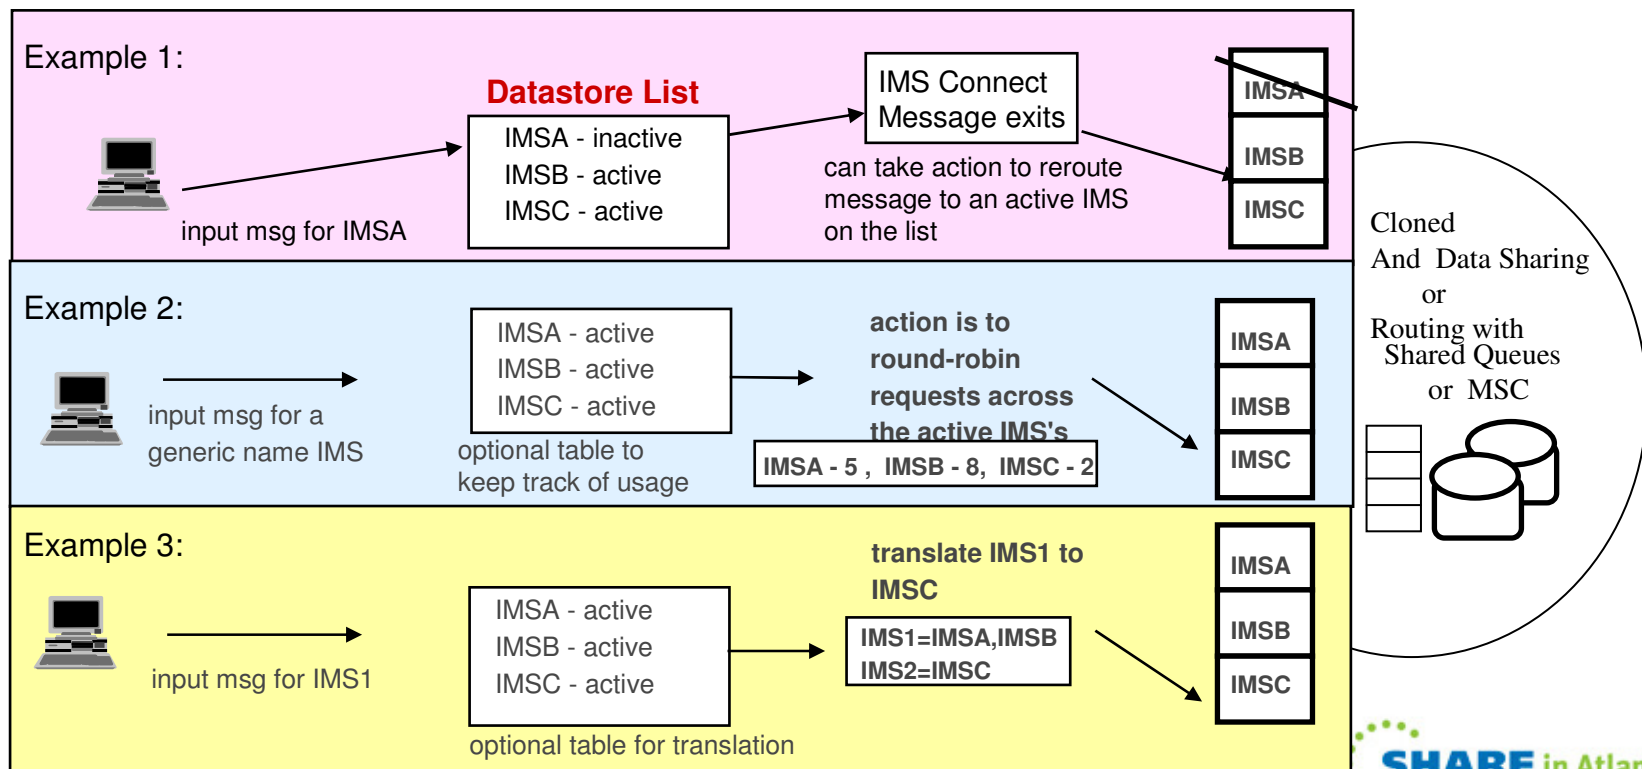 Example 1:
Datastore List
IMSA - inactive
IMSB - active
IMSC - active
input msg for IMSA
IMS Connect
Message exits
can take action to reroute
message to an active IMS
on the list
IMSA
IMSB
IMSC
Example 2:
input msg for a
generic name IMS
IMSA - active
IMSB - active
IMSC - active
optional table to
keep track of usage
action is to
round-robin
requests across
the active IMS's
IMSA - 5 , IMSB - 8, IMSC - 2
IMSA
IMSB
IMSC
Example 3:
input msg for IMS1
IMSA - active
IMSB - active
IMSC - active
optional table for translation
translate IMS1 to
IMSC
IMS1=IMSA,IMSB
IMS2=IMSC
IMSA
IMSB
IMSC
Cloned
And Data Sharing
or
Routing with
Shared Queues
or MSC
SHARE in